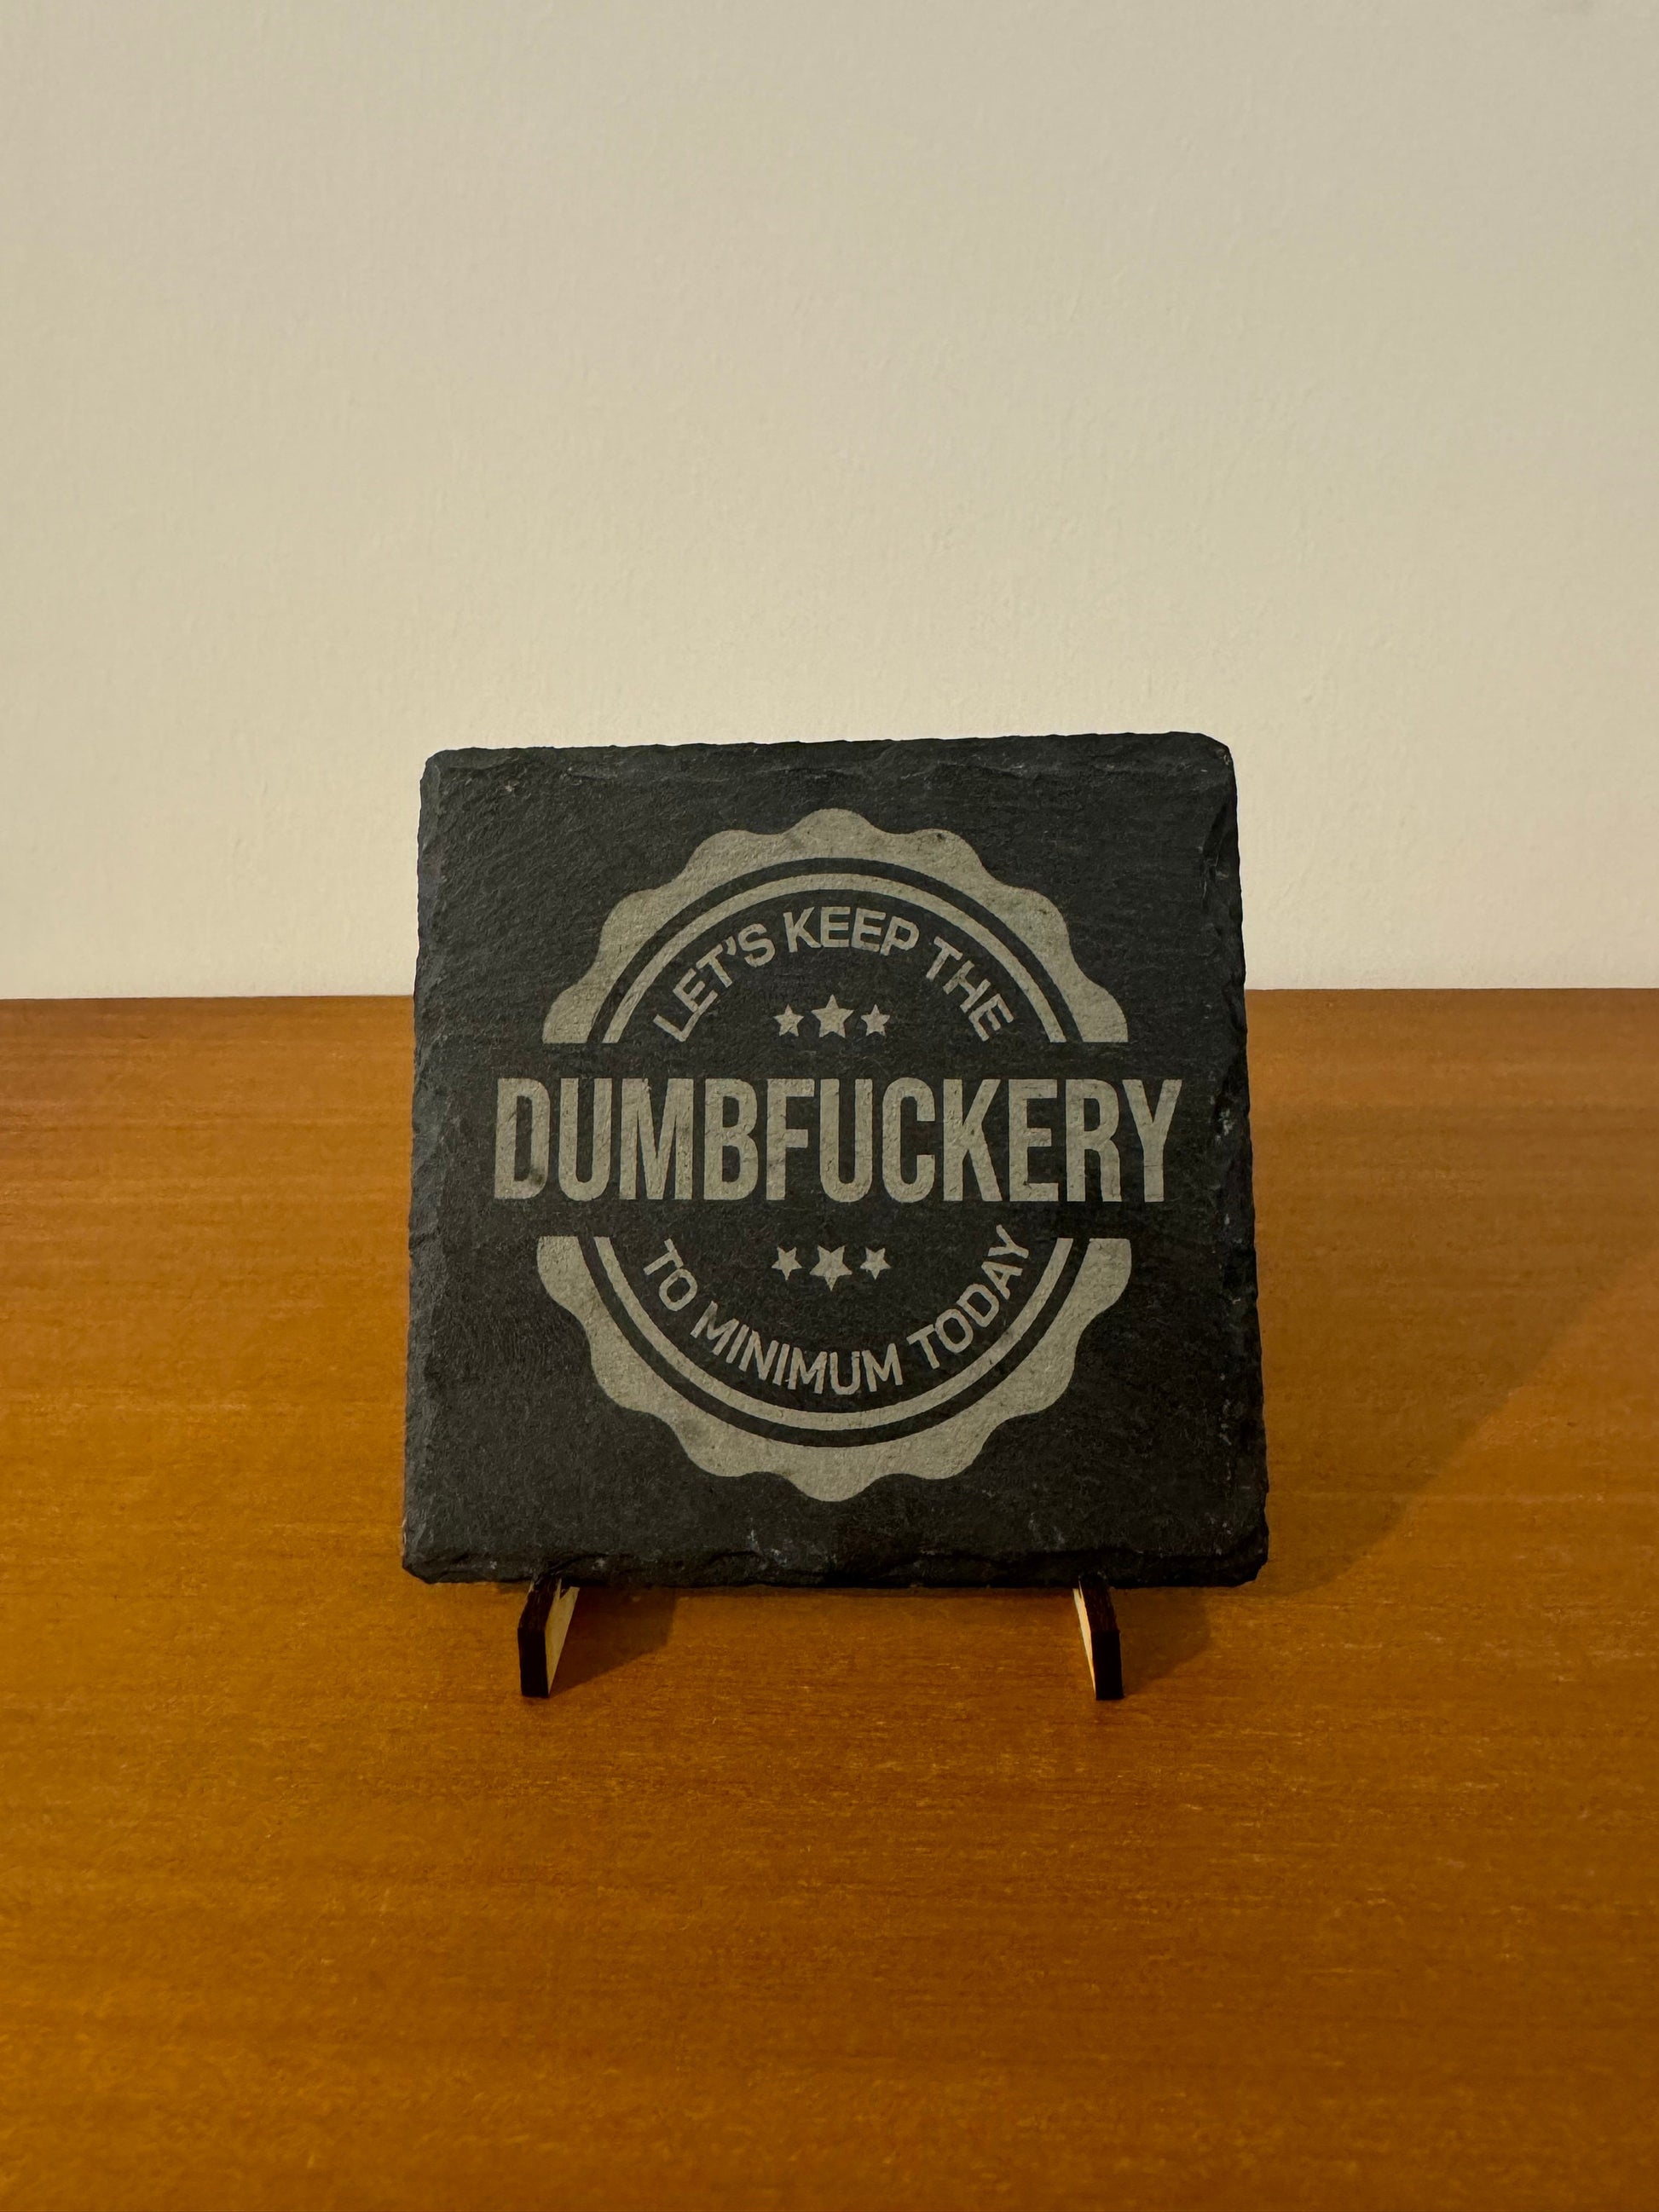 LET'S KEEP THE
DUMBFUCKERY
TO MINIMUM TODAY